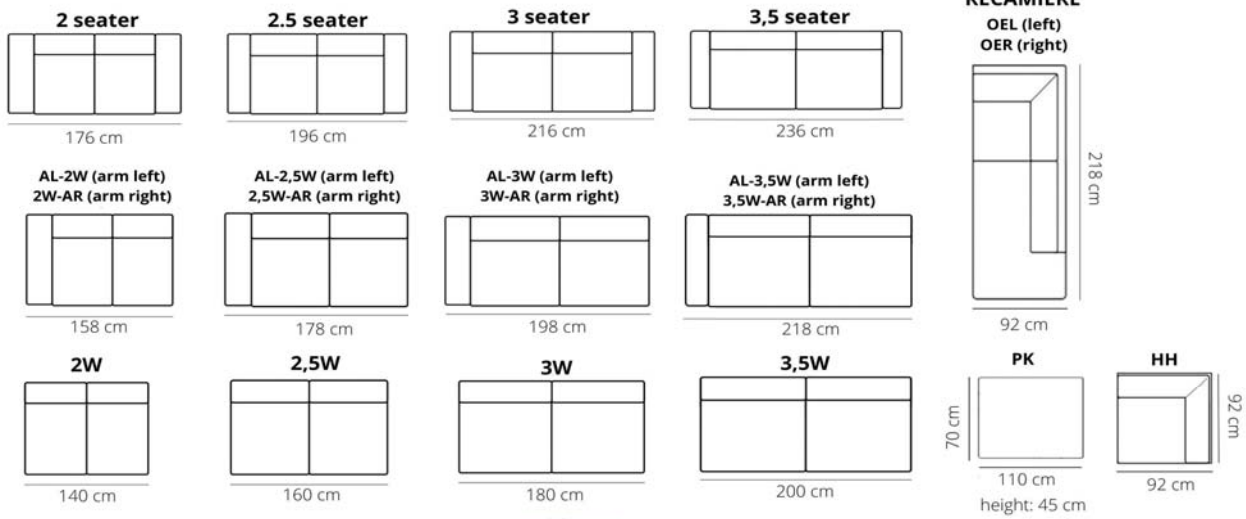 2 seater
2.5 seater
3 seater
3,5 seater
RECAMIERE
OEL (left)
OER (right)
176 cm
196 cm
216 cm
236 cm
218 cm
92 cm
AL-2W (arm left)
2W-AR (arm right)
AL-2,5W (arm left)
2,5W-AR (arm right)
AL-3W (arm left)
3W-AR (arm right)
AL-3,5W (arm left)
3,5W-AR (arm right)
158 cm
178 cm
198 cm
218 cm
2W
2,5W
3W
3,5W
PK
HH
140 cm
160 cm
180 cm
200 cm
70 cm
110 cm
height: 45 cm
92 cm
92 cm